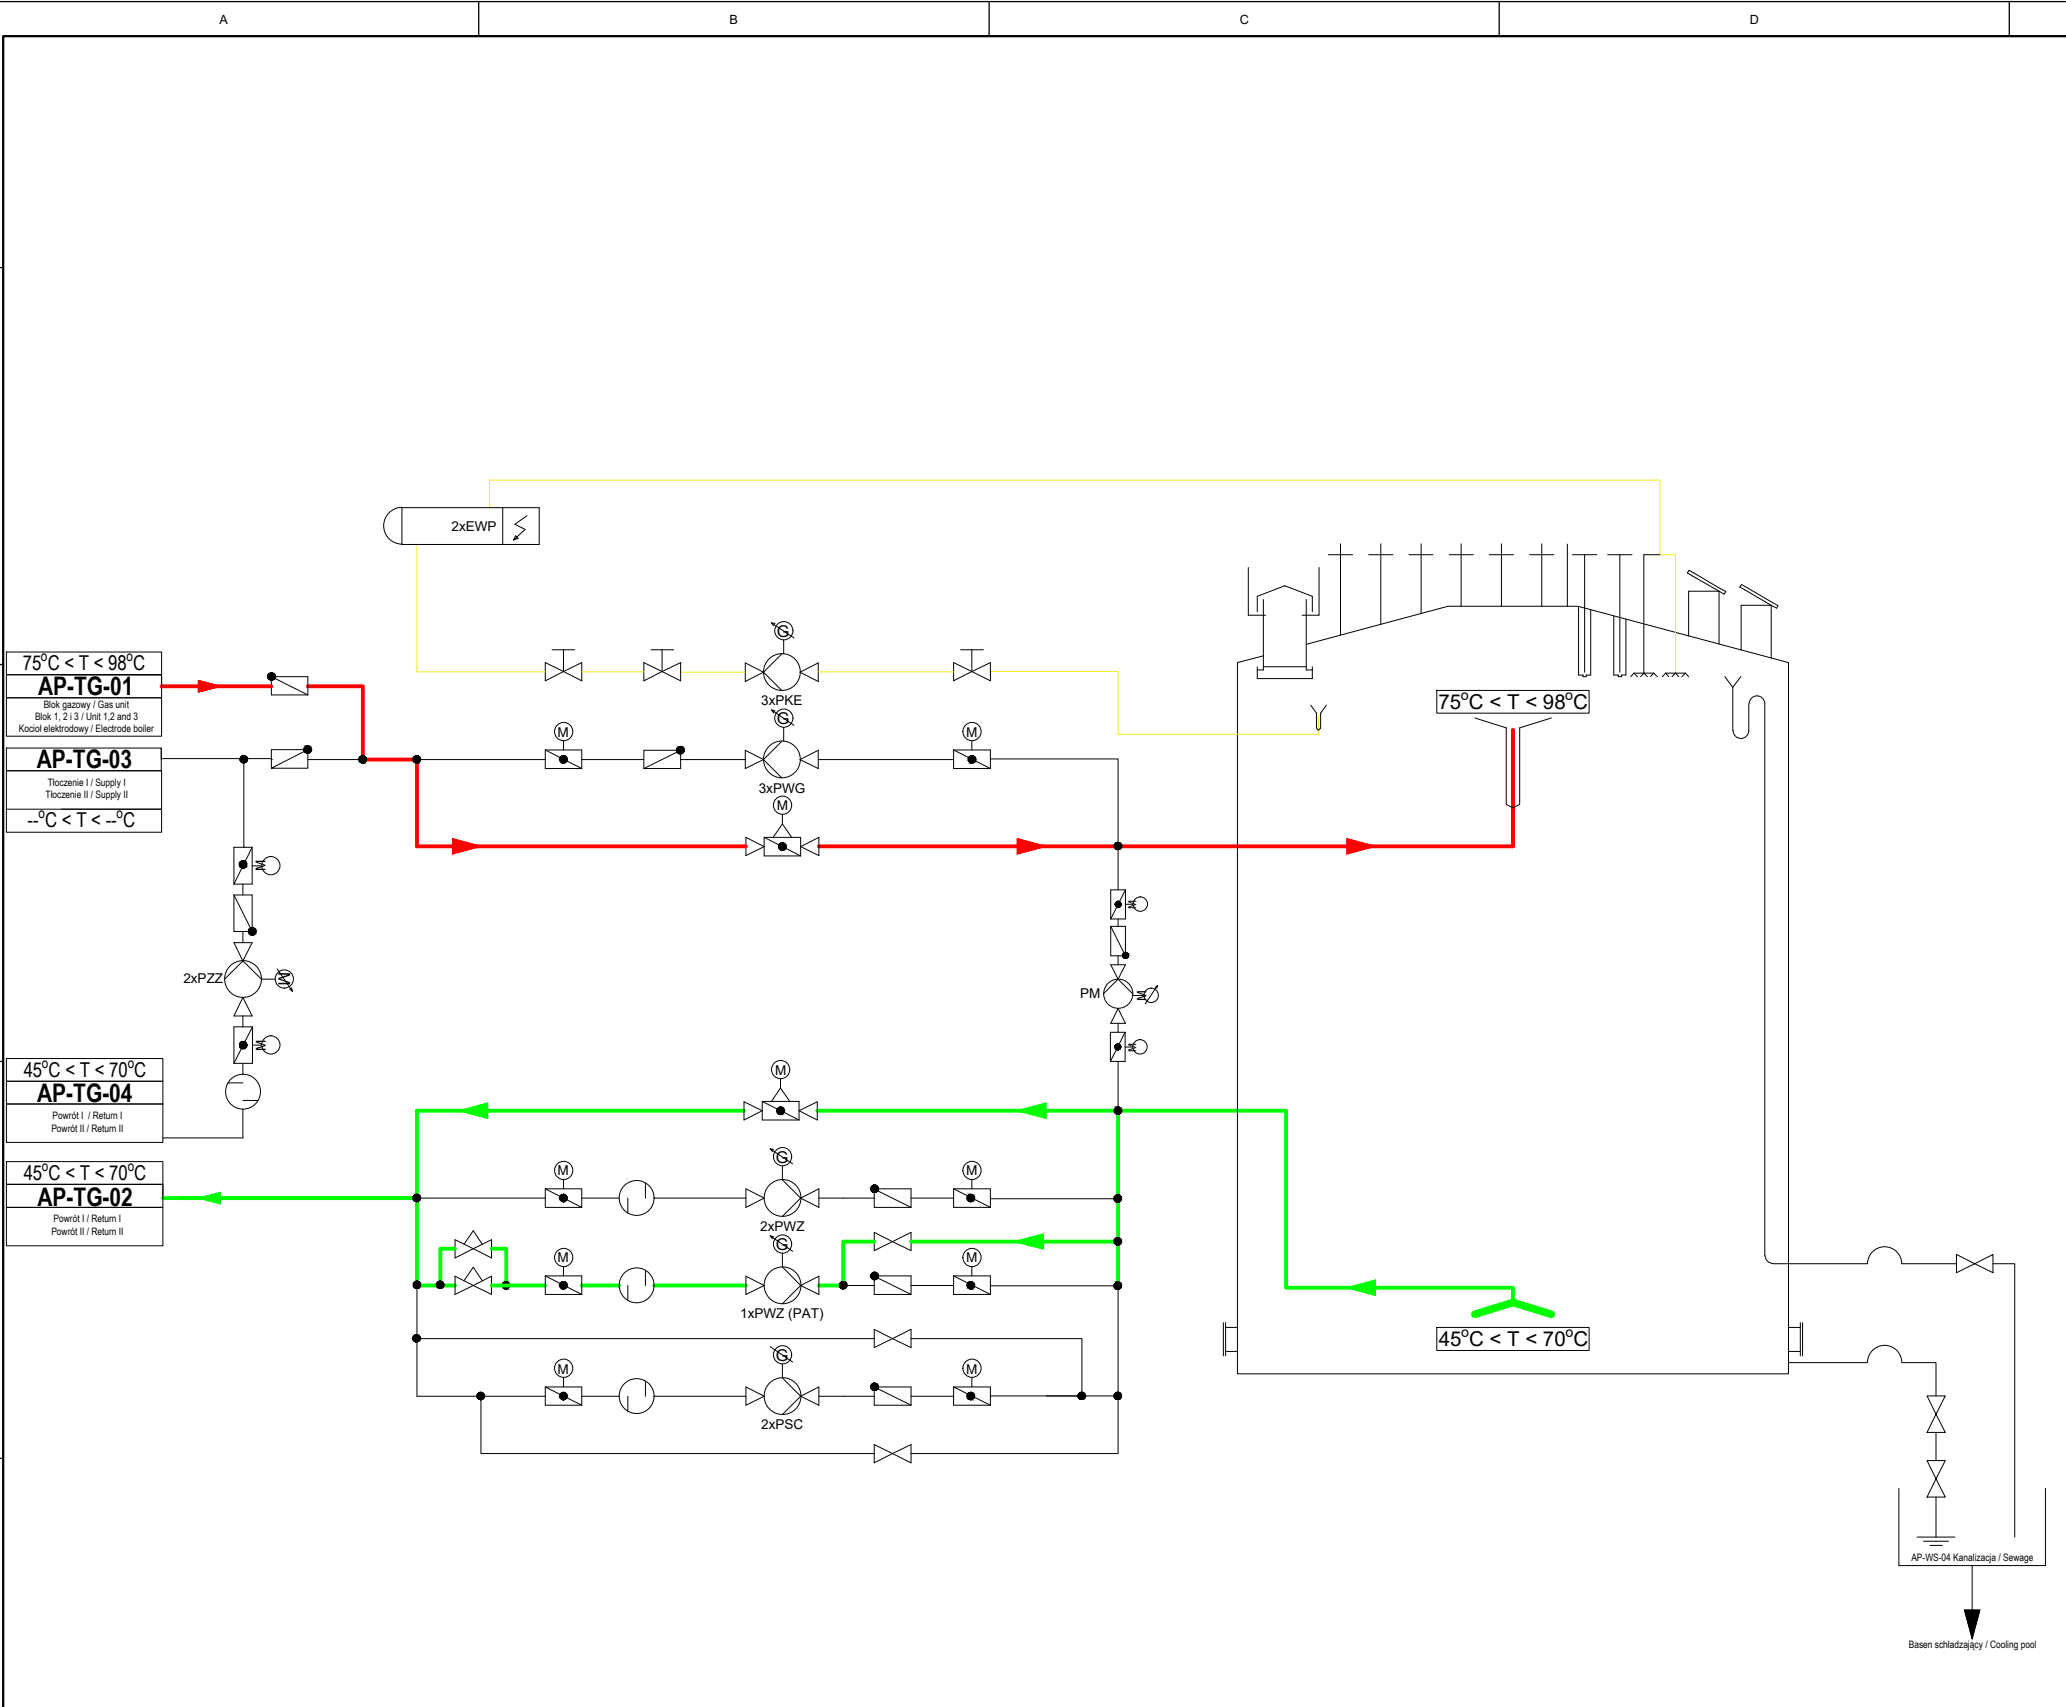 A
B
C
D
2xEWP
G
3xPKE
75°C < T < 98°C
AP-TG-01
Blok gazowy / Gas unit
Blok 1, 2 i 3 / Unit 1,2 and 3
Kocioł elektrodowy / Electrode boiler
75°C < T < 98°C
M
G
M
3xPWG
AP-TG-03
Tłoczenie I / Supply I
Tłoczenie II / Supply II
--°C < T < --°C
M
M
M
2xPZZ
M
PM
M
M
M
45°C < T < 70°C
AP-TG-04
Powrót I / Return I
Powrót II / Return II
M
45°C < T < 70°C
AP-TG-02
Powrót I / Return I
Powrót II / Return II
M
G
M
2xPWZ
M
G
M
1xPWZ (PAT)
45°C < T < 70°C
M
G
M
2xPSC
AP-WS-04 Kanalizacja / Sewage
Basen schładzający / Cooling pool